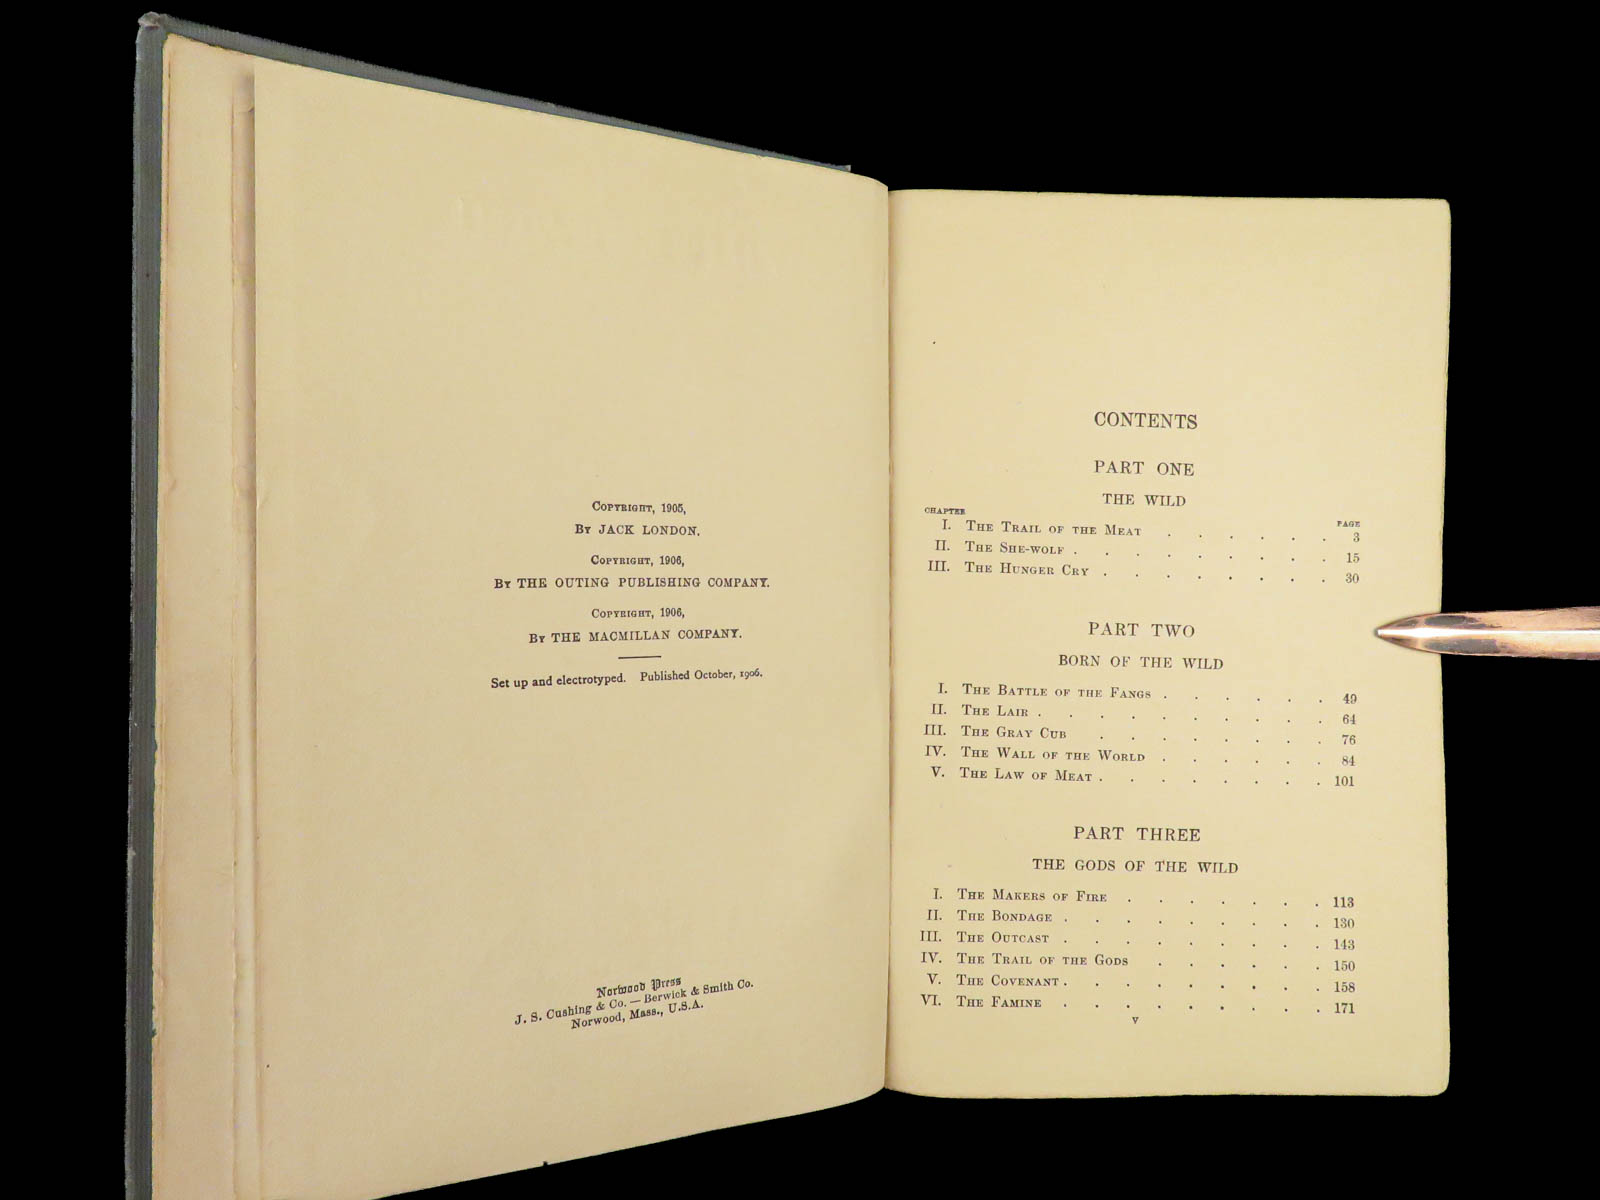 Copyright, 1905,
By JACK LONDON.
Copyright, 1906,
By THE OUTING PUBLISHING COMPANY.
Copyright, 1906,
By THE MACMILLAN COMPANY.
Set up and electrotyped. Published October, 1906.
Norwood Press
J. S. Cushing & Co. — Berwick & Smith Co.
Norwood, Mass., U.S.A.
CONTENTS
PART ONE
THE WILD
CHAPTER PAGE
I. The Trail of the Meat . . . . . . 3
II. The She-wolf . . . . . . . . . 15
III. The Hunger Cry . . . . . . . . 30
PART TWO
BORN OF THE WILD
I. The Battle of the Fangs . . . . . . 49
II. The Lair . . . . . . . . . . 64
III. The Gray Cub . . . . . . . . 76
IV. The Wall of the World . . . . . . 84
V. The Law of Meat . . . . . . . . 101
PART THREE
THE GODS OF THE WILD
I. The Makers of Fire . . . . . . . 113
II. The Bondage . . . . . . . . . 130
III. The Outcast . . . . . . . . . 143
IV. The Trail of the Gods . . . . . . 150
V. The Covenant . . . . . . . . . 158
VI. The Famine . . . . . . . . . 171
v